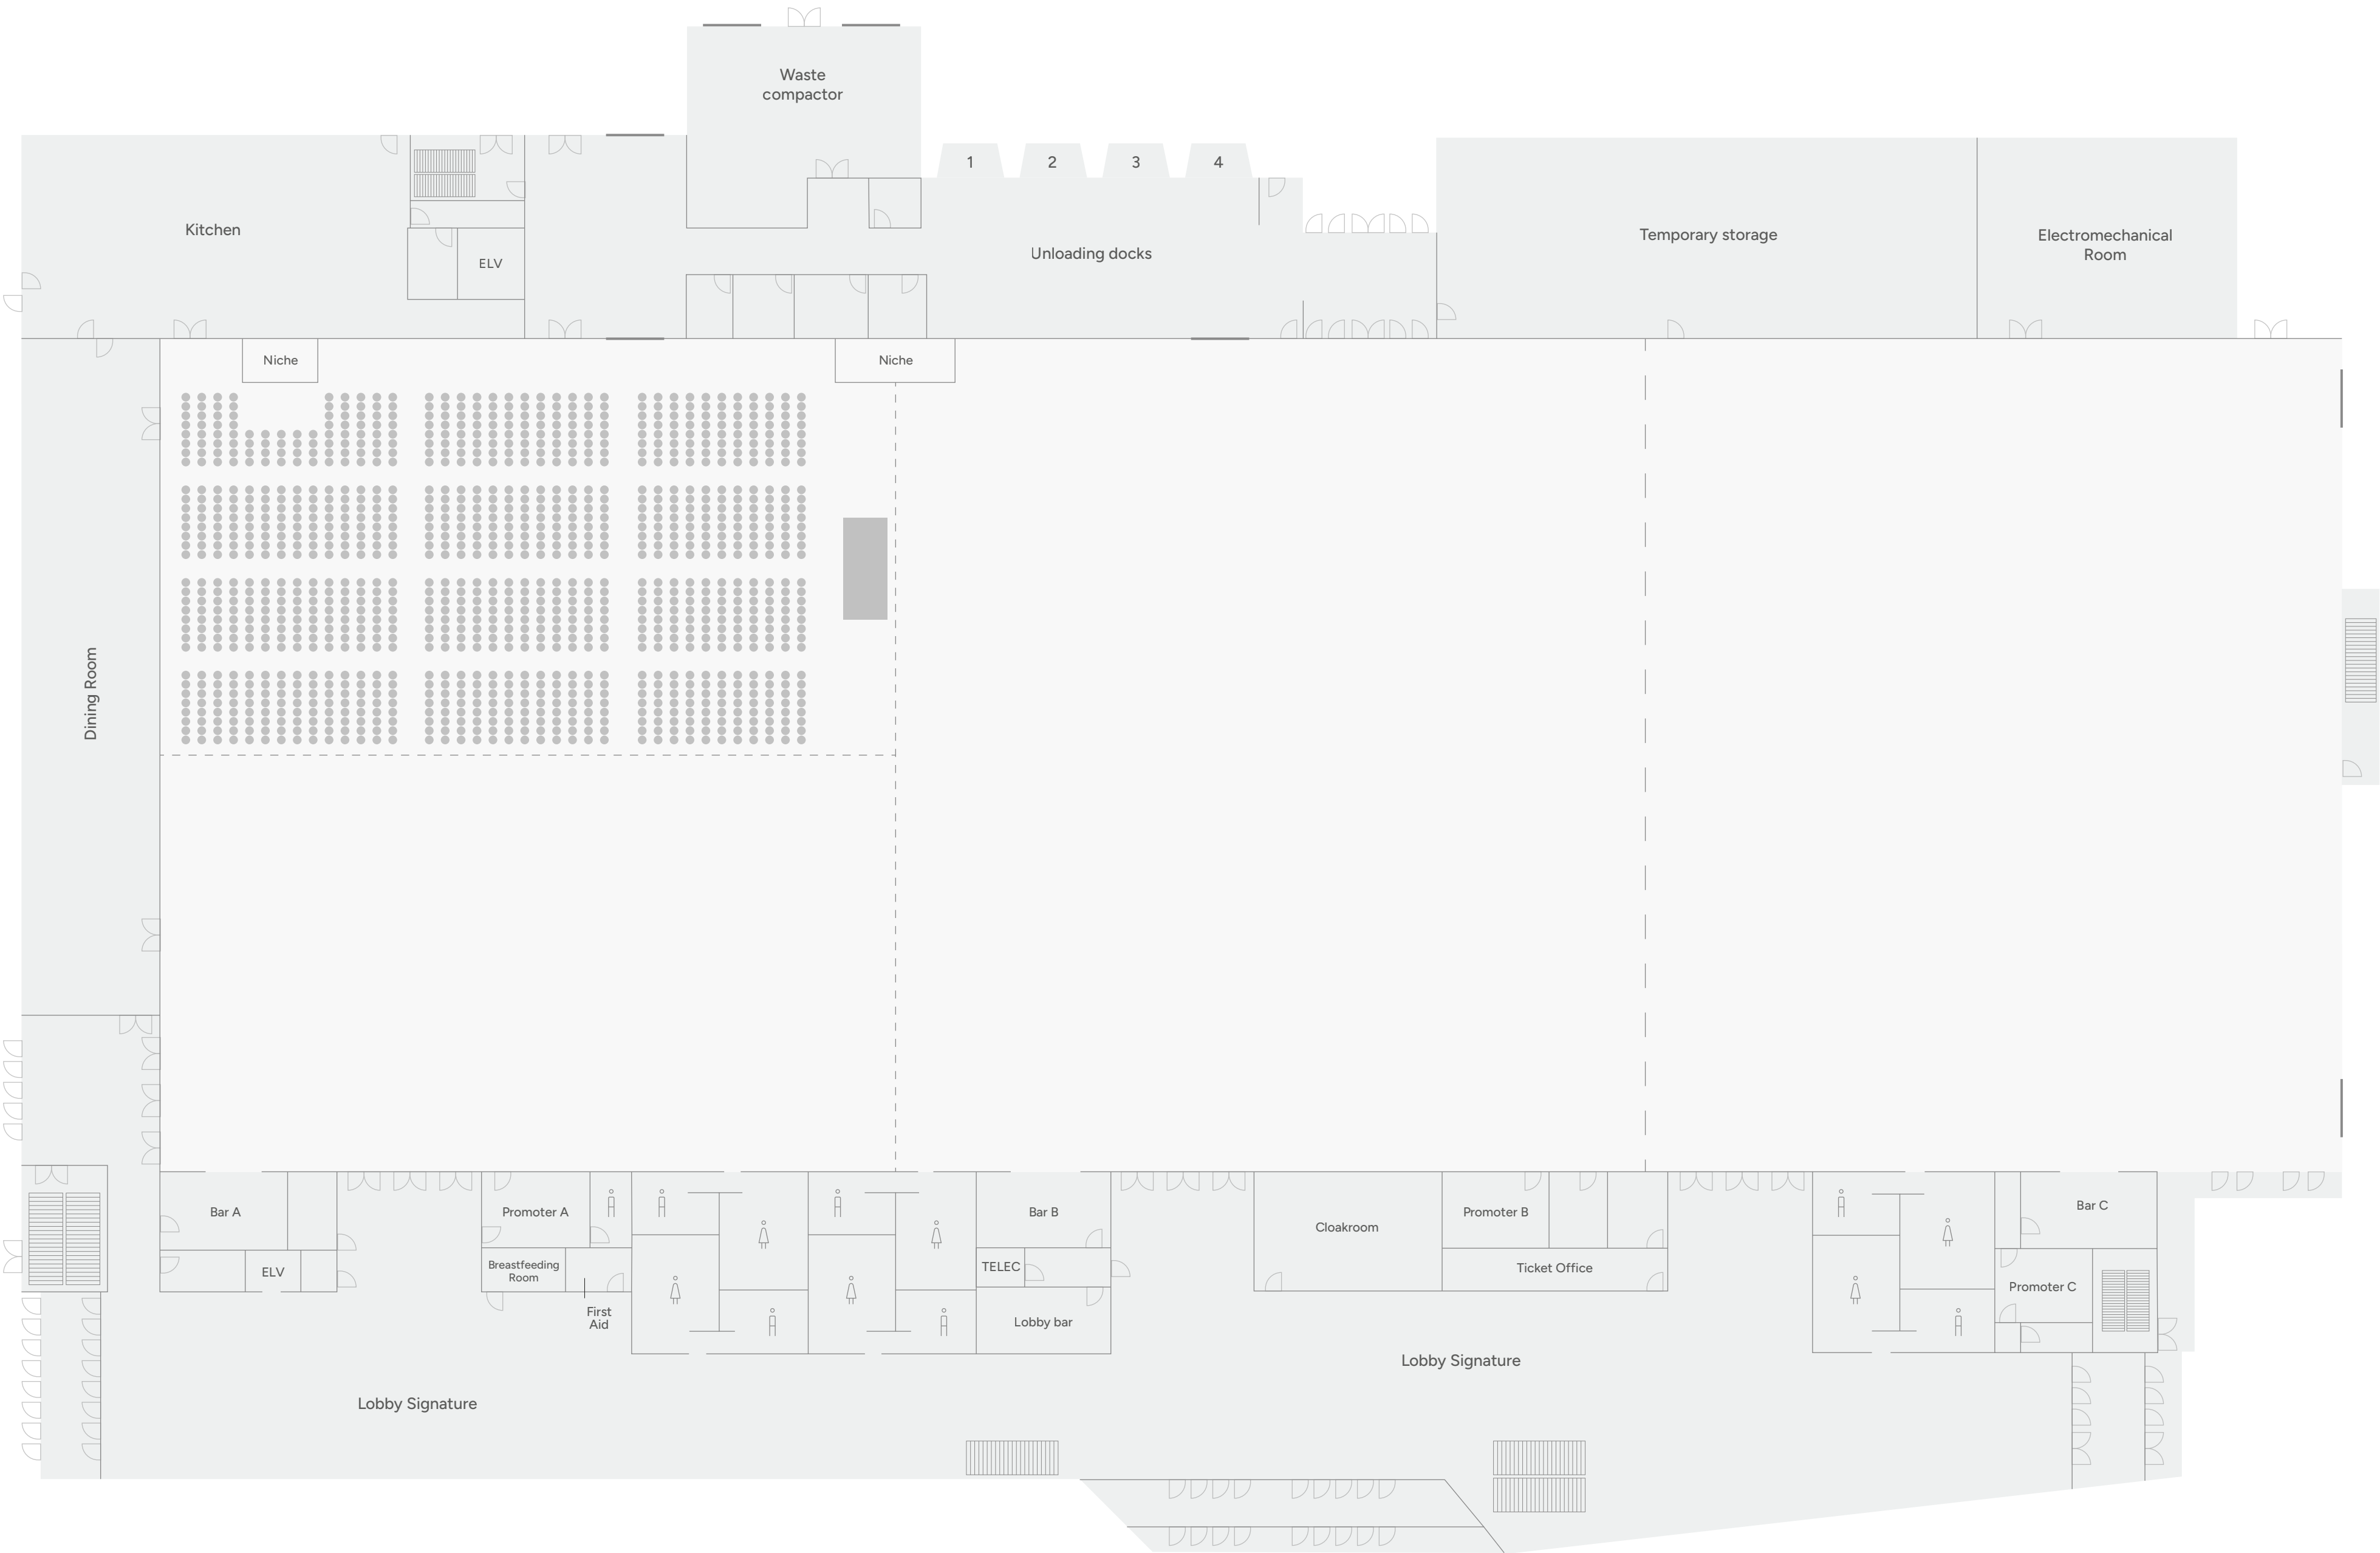 Waste
compactor
1
2
3
4
Kitchen
ELV
Unloading docks
Temporary storage
Electromechanical
Room
Niche
Niche
Dining Room
Bar A
ELV
Promoter A
Breastfeeding
Room
First
Aid
Bar B
TELEC
Lobby bar
Cloakroom
Promoter B
Ticket Office
Bar C
Promoter C
Lobby Signature
Lobby Signature